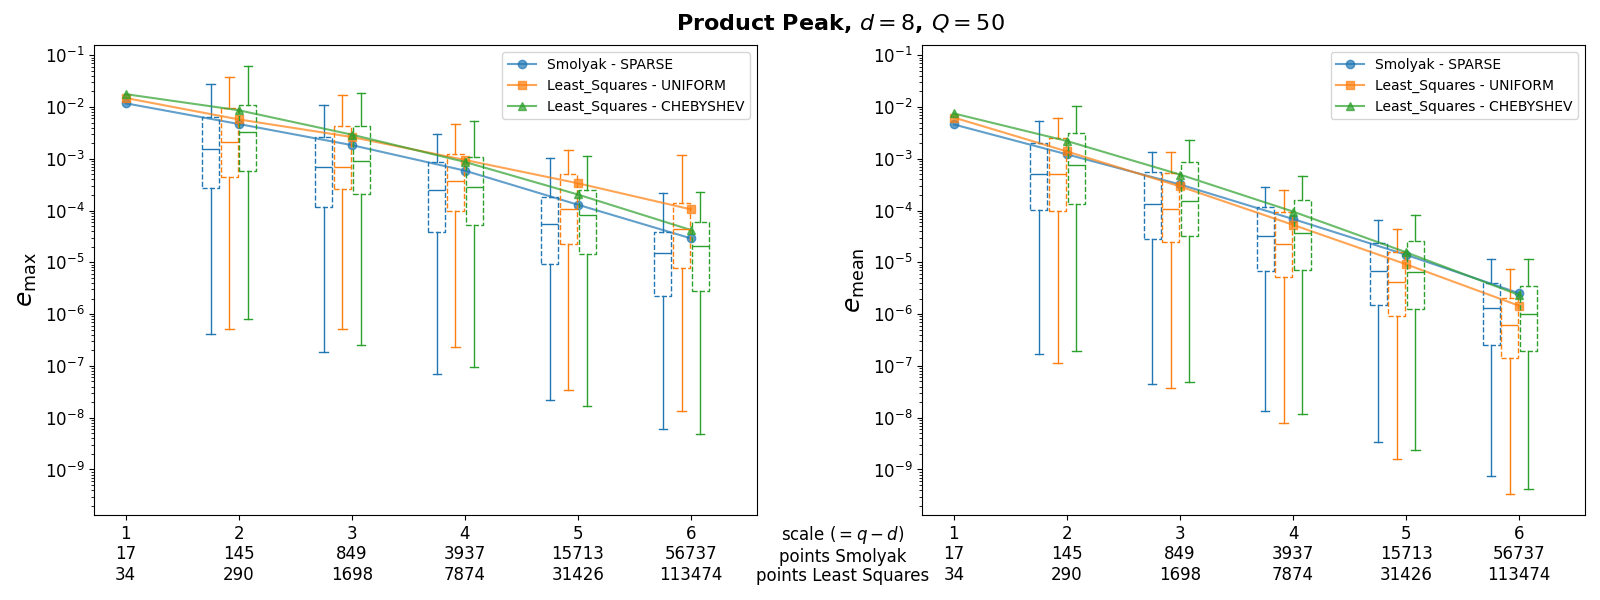 Product Peak, d = 8, Q = 50
e_max
10^-1
10^-2
10^-3
10^-4
10^-5
10^-6
10^-7
10^-8
10^-9
Smolyak - SPARSE
Least_Squares - UNIFORM
Least_Squares - CHEBYSHEV
1 2 3 4 5 6
17 145 849 3937 15713 56737
34 290 1698 7874 31426 113474
scale (= q − d)
points Smolyak
points Least Squares
e_mean
10^-1
10^-2
10^-3
10^-4
10^-5
10^-6
10^-7
10^-8
10^-9
Smolyak - SPARSE
Least_Squares - UNIFORM
Least_Squares - CHEBYSHEV
1 2 3 4 5 6
17 145 849 3937 15713 56737
34 290 1698 7874 31426 113474